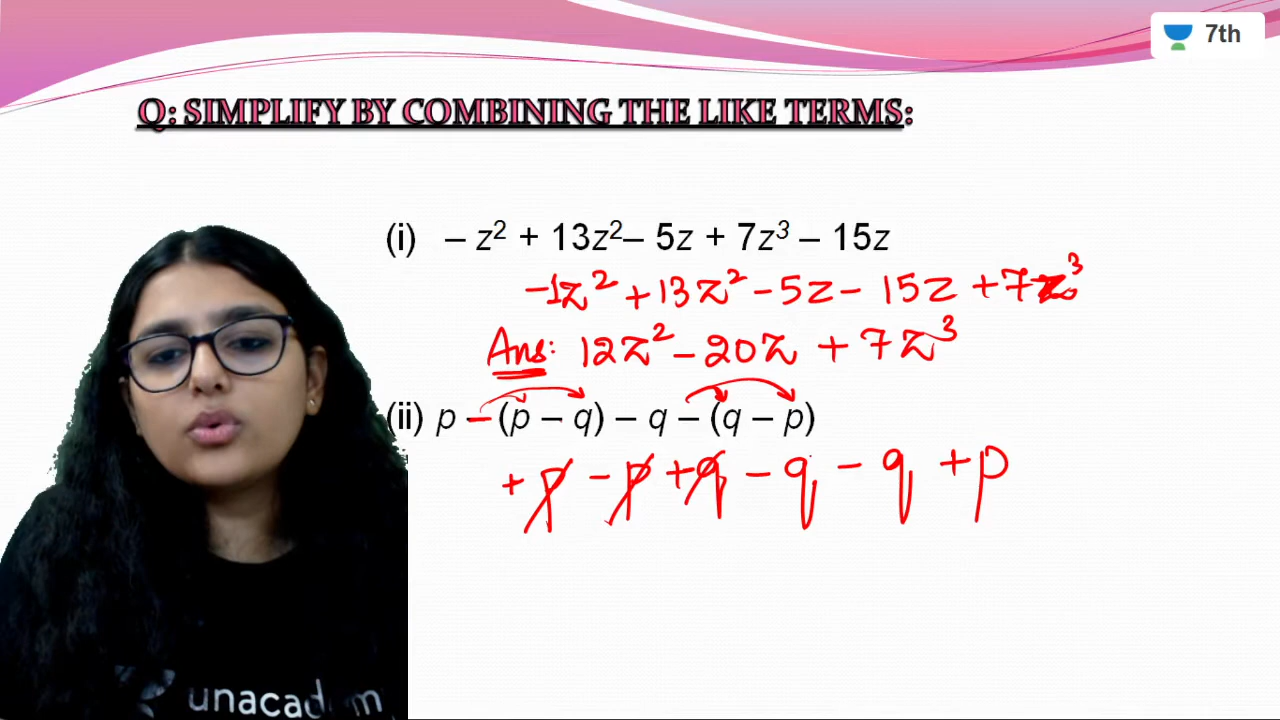 7th
Q: SIMPLIFY BY COMBINING THE LIKE TERMS:
(i) – z² + 13z² – 5z + 7z³ – 15z
-1z² + 13z² - 5z - 15z + 7z³
Ans: 12z² - 20z + 7z³
(ii) p – (p – q) – q – (q – p)
+p - p + q - q - q + p
unacadem